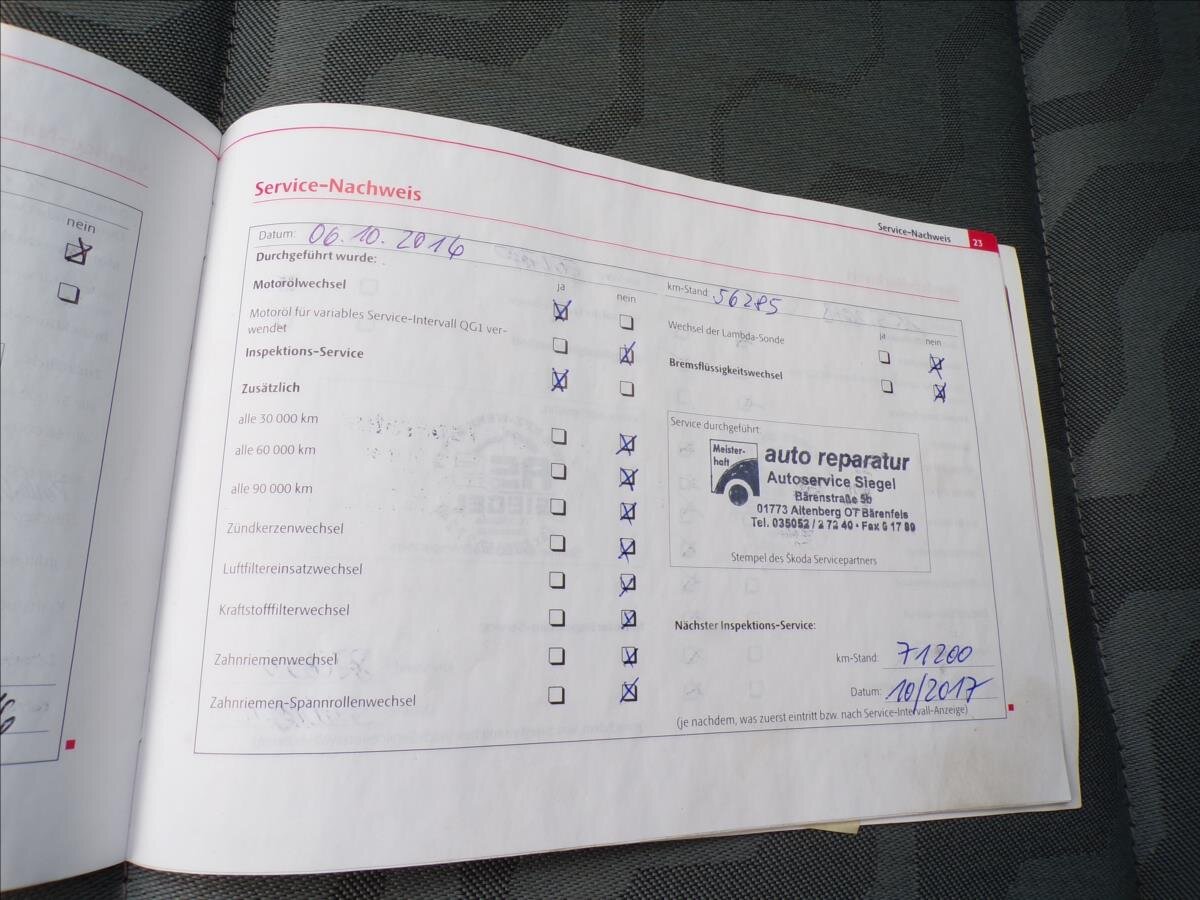 nein
Service-Nachweis
23
Service-Nachweis
Datum: 06.10.2016
Durchgeführt wurde:
km-Stand: 56285
ja nein
Motorölwechsel
Motoröl für variables Service-Intervall QG1 ver-
wendet
Inspektions-Service
Zusätzlich
alle 30 000 km
alle 60 000 km
alle 90 000 km
Zündkerzenwechsel
Luftfiltereinsatzwechsel
Kraftstofffilterwechsel
Zahnriemenwechsel
Zahnriemen-Spannrollenwechsel
ja nein
Wechsel der Lambda-Sonde
Bremsflüssigkeitswechsel
Service durchgeführt:
Meister-
haft
auto reparatur
Autoservice Siegel
Bärenstraße 5b
01773 Altenberg OT Bärenfels
Tel. 035052 / 2 72 40 • Fax 6 17 89
Stempel des Škoda Servicepartners
Nächster Inspektions-Service:
km-Stand: 71200
Datum: 10/2017
(je nachdem, was zuerst eintritt bzw. nach Service-Intervall-Anzeige)